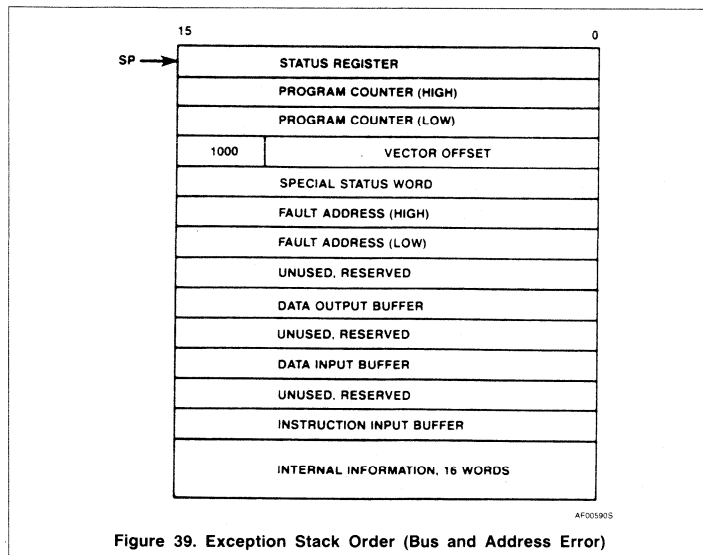 15 0
SP
STATUS REGISTER
PROGRAM COUNTER (HIGH)
PROGRAM COUNTER (LOW)
1000 VECTOR OFFSET
SPECIAL STATUS WORD
FAULT ADDRESS (HIGH)
FAULT ADDRESS (LOW)
UNUSED, RESERVED
DATA OUTPUT BUFFER
UNUSED, RESERVED
DATA INPUT BUFFER
UNUSED, RESERVED
INSTRUCTION INPUT BUFFER
INTERNAL INFORMATION, 16 WORDS
AF00590S
Figure 39. Exception Stack Order (Bus and Address Error)